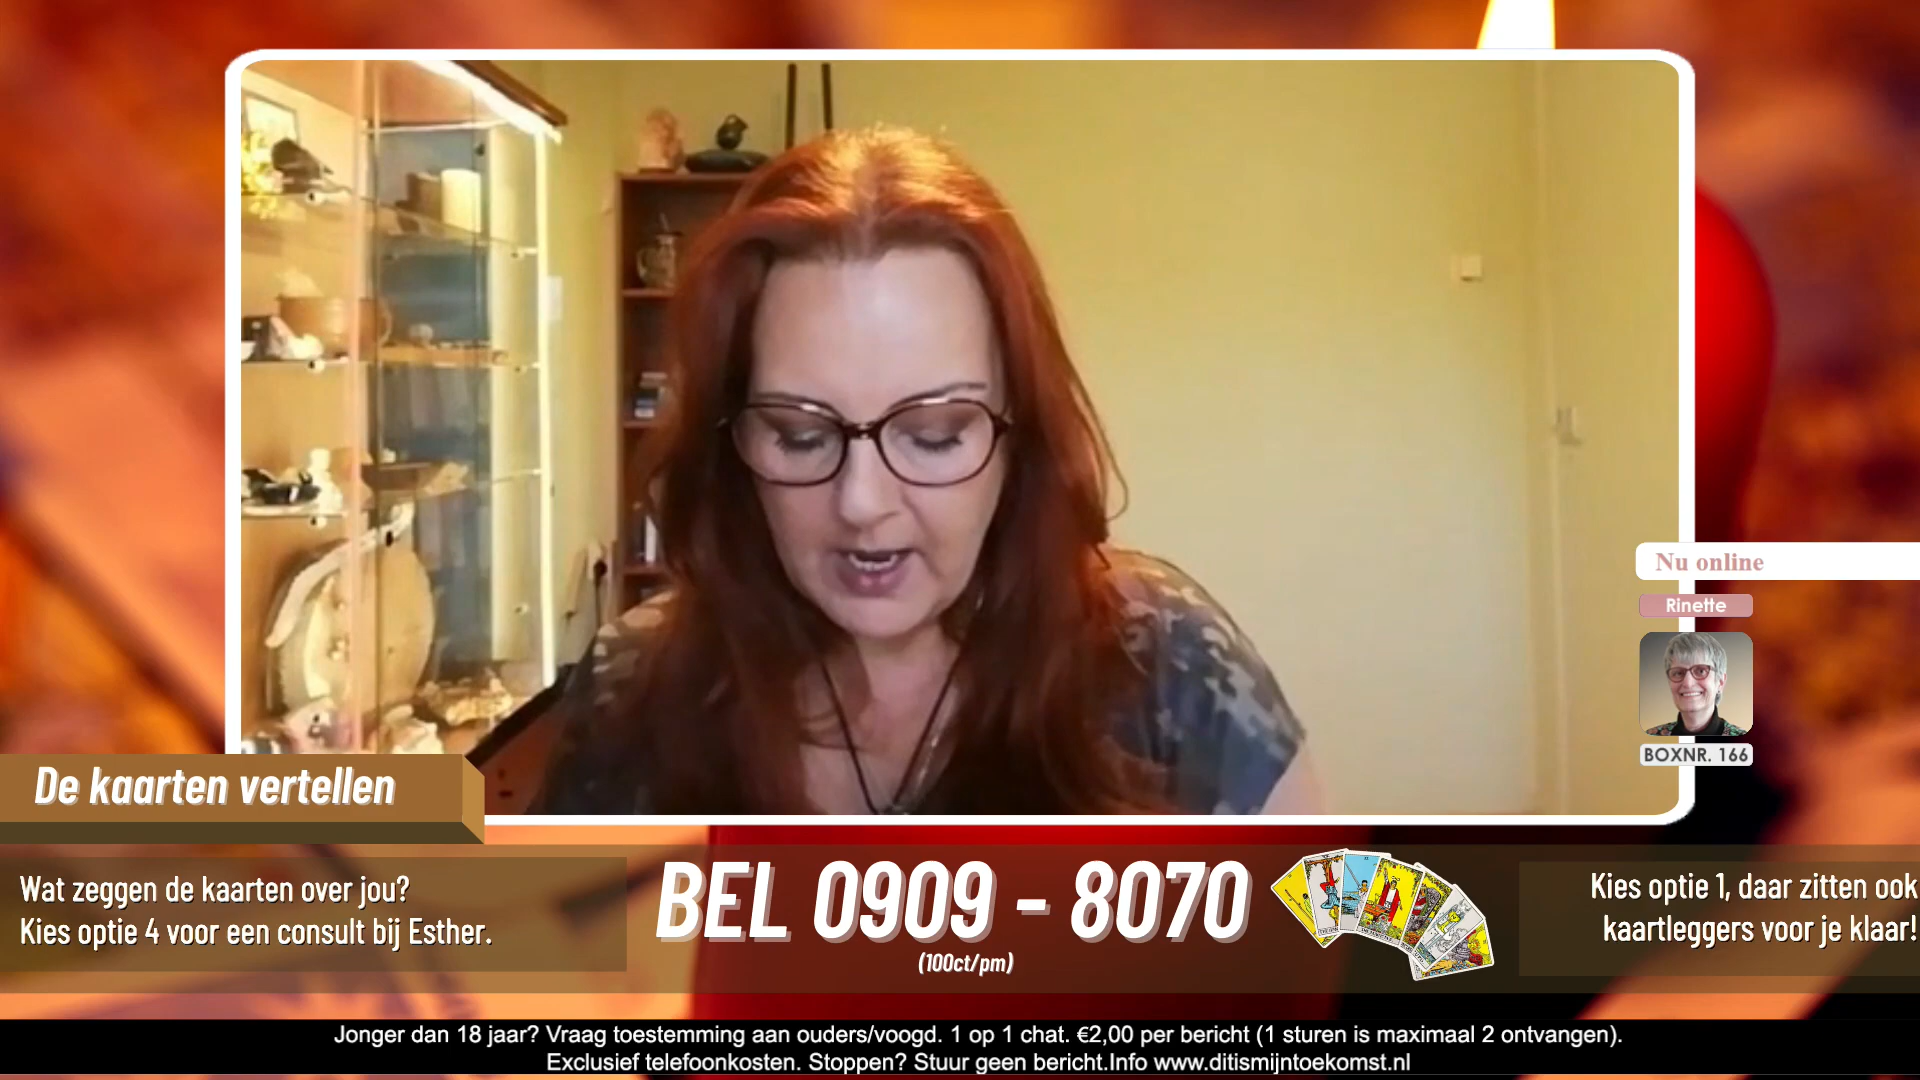 Nu online
Rinette
BOXNR. 166
De kaarten vertellen
Wat zeggen de kaarten over jou?
Kies optie 4 voor een consult bij Esther.
BEL 0909 - 8070
(100ct/pm)
Kies optie 1, daar zitten ook
kaartleggers voor je klaar!
Jonger dan 18 jaar? Vraag toestemming aan ouders/voogd. 1 op 1 chat. €2,00 per bericht (1 sturen is maximaal 2 ontvangen).
Exclusief telefoonkosten. Stoppen? Stuur geen bericht.Info www.ditismijntoekomst.nl